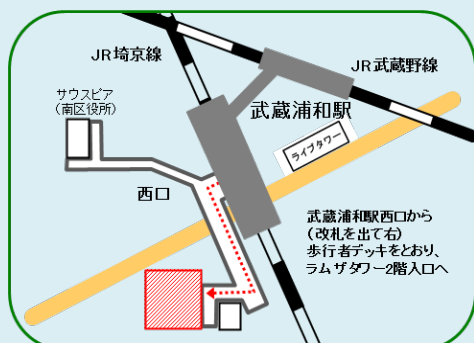 JR埼京線
JR武蔵野線
サウスピア
（南区役所）
武蔵浦和駅
ライブタワー
西口
武蔵浦和駅西口から
（改札を出て右）
歩行者デッキをとおり、
ラムザタワー2階入口へ